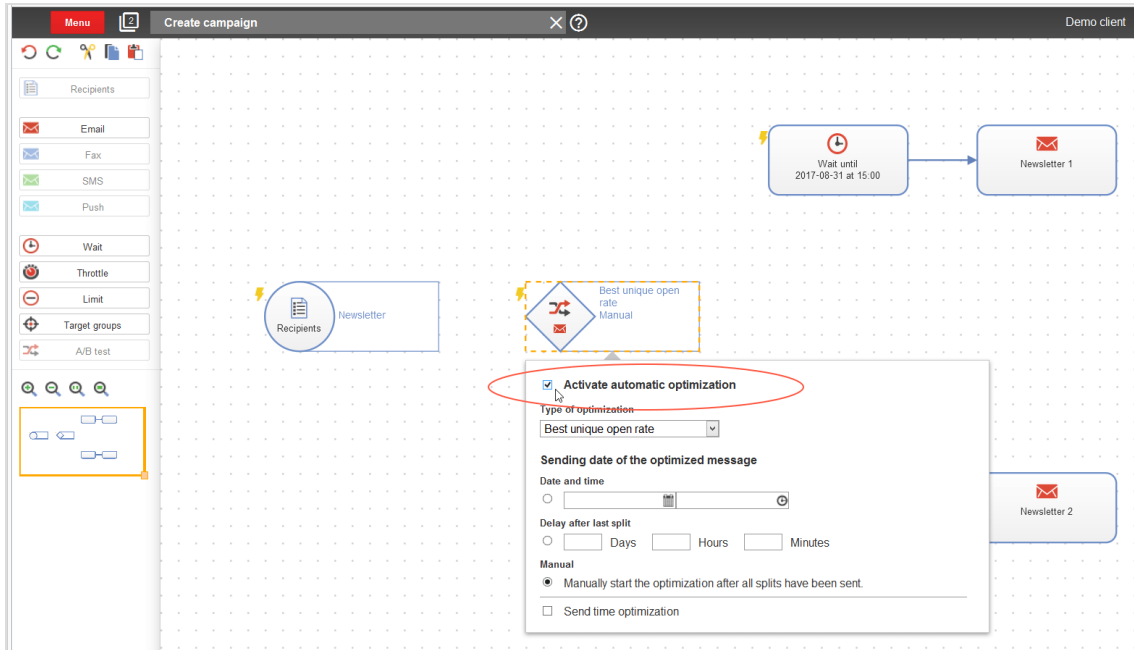 Menu
2
Create campaign
Demo client
Recipients
Email
Fax
SMS
Push
Wait
Throttle
Limit
Target groups
A/B test
Wait until
2017-08-31 at 15:00
Newsletter 1
Recipients
Newsletter
Best unique open
rate
Manual
Activate automatic optimization
Type of optimization
Best unique open rate
Sending date of the optimized message
Date and time
Delay after last split
Days Hours Minutes
Manual
Manually start the optimization after all splits have been sent.
Send time optimization
Newsletter 2